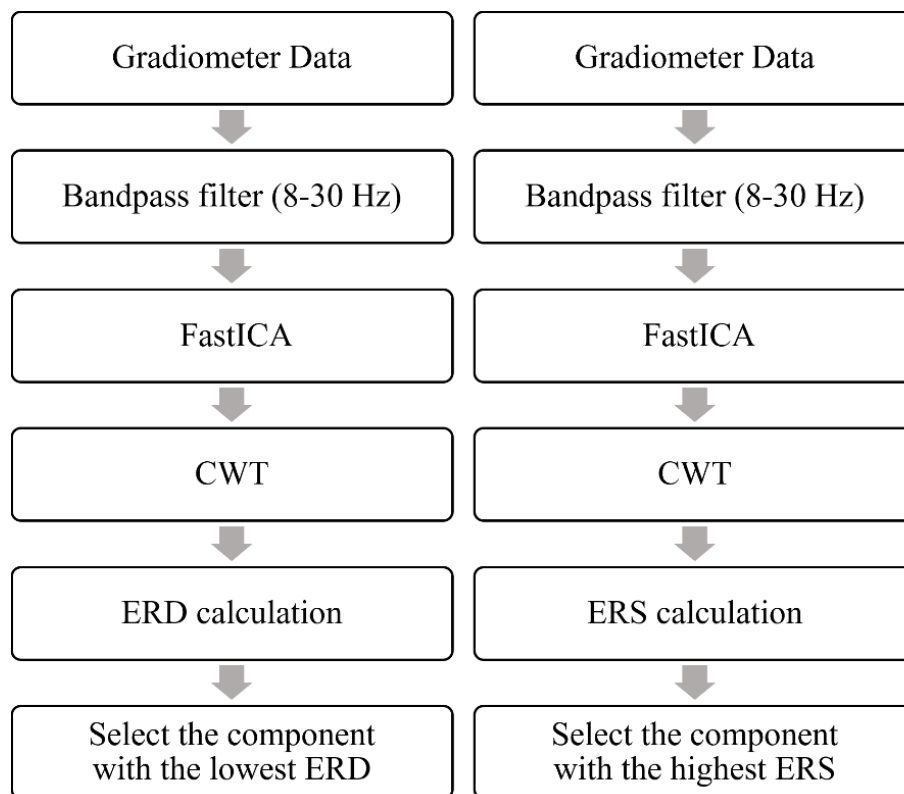 Gradiometer Data
Bandpass filter (8-30 Hz)
FastICA
CWT
ERD calculation
Select the component
with the lowest ERD
Gradiometer Data
Bandpass filter (8-30 Hz)
FastICA
CWT
ERS calculation
Select the component
with the highest ERS